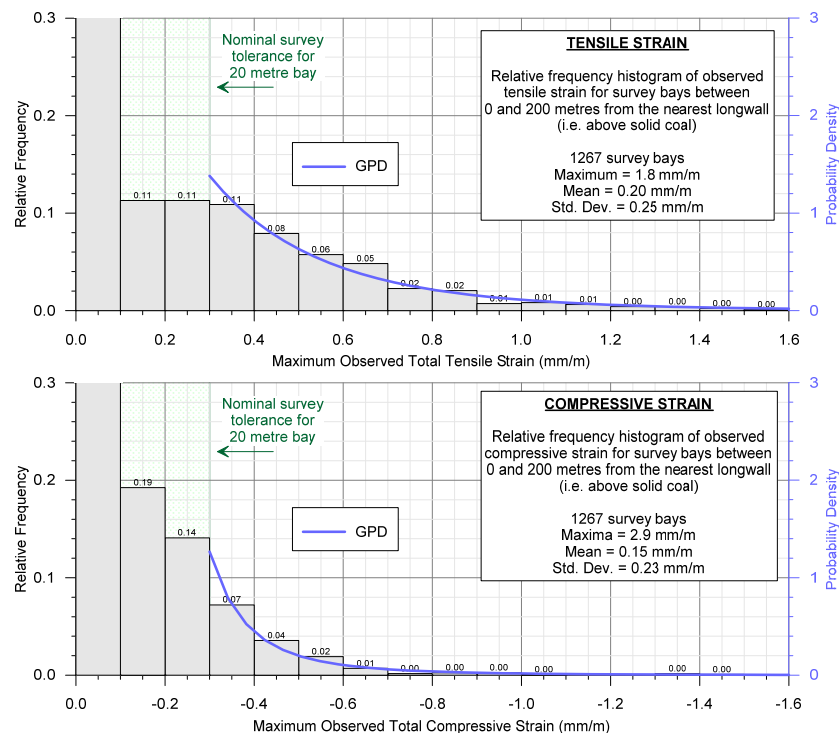 0.3
0.2
0.1
0.0
Relative Frequency
Nominal survey
tolerance for
20 metre bay
GPD
TENSILE STRAIN
Relative frequency histogram of observed
tensile strain for survey bays between
0 and 200 metres from the nearest longwall
(i.e. above solid coal)
1267 survey bays
Maximum = 1.8 mm/m
Mean = 0.20 mm/m
Std. Dev. = 0.25 mm/m
3
2
1
0
Probability Density
0.11 0.11 0.11 0.08 0.06 0.05 0.02 0.02 0.01 0.01 0.01 0.00 0.00 0.00 0.00
0.0 0.2 0.4 0.6 0.8 1.0 1.2 1.4 1.6
Maximum Observed Total Tensile Strain (mm/m)
0.3
0.2
0.1
0.0
Relative Frequency
Nominal survey
tolerance for
20 metre bay
GPD
COMPRESSIVE STRAIN
Relative frequency histogram of observed
compressive strain for survey bays between
0 and 200 metres from the nearest longwall
(i.e. above solid coal)
1267 survey bays
Maxima = 2.9 mm/m
Mean = 0.15 mm/m
Std. Dev. = 0.23 mm/m
3
2
1
0
Probability Density
0.19 0.14 0.07 0.04 0.02 0.01 0.00 0.00 0.00 0.00 0.00 0.00
0.0 -0.2 -0.4 -0.6 -0.8 -1.0 -1.2 -1.4 -1.6
Maximum Observed Total Compressive Strain (mm/m)